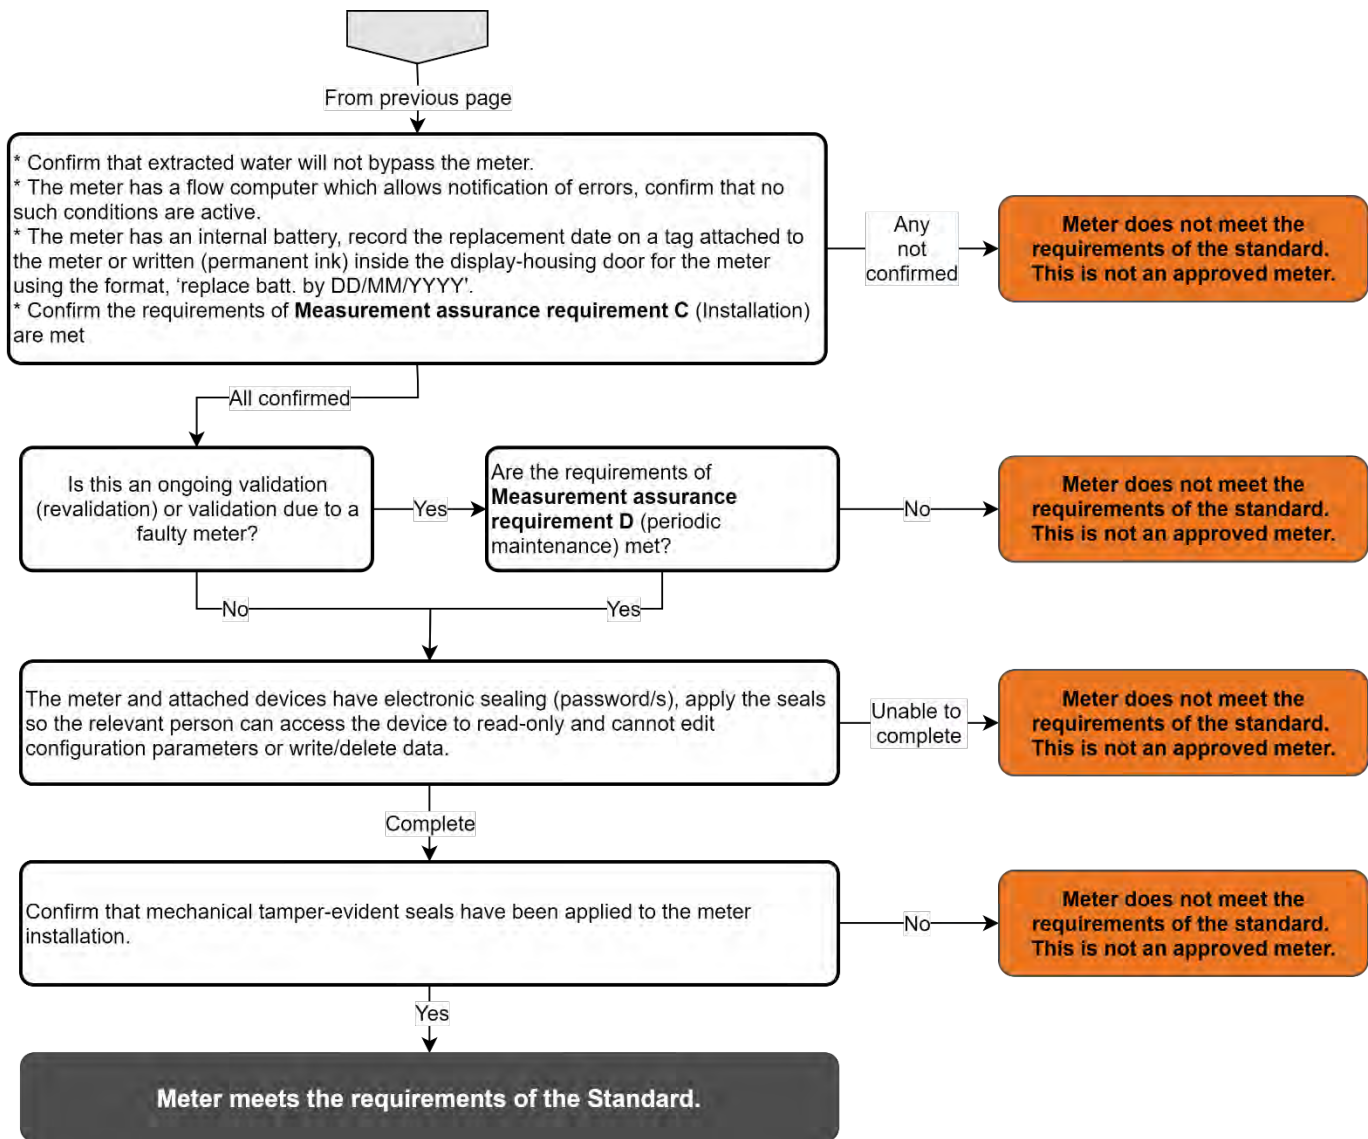 From previous page
* Confirm that extracted water will not bypass the meter.
* The meter has a flow computer which allows notification of errors, confirm that no
such conditions are active.
* The meter has an internal battery, record the replacement date on a tag attached to
the meter or written (permanent ink) inside the display-housing door for the meter
using the format, ‘replace batt. by DD/MM/YYYY’.
* Confirm the requirements of Measurement assurance requirement C (Installation)
are met
Any
not
confirmed
Meter does not meet the
requirements of the standard.
This is not an approved meter.
All confirmed
Is this an ongoing validation
(revalidation) or validation due to a
faulty meter?
Yes
Are the requirements of
Measurement assurance
requirement D (periodic
maintenance) met?
No
Meter does not meet the
requirements of the standard.
This is not an approved meter.
No
Yes
The meter and attached devices have electronic sealing (password/s), apply the seals
so the relevant person can access the device to read-only and cannot edit
configuration parameters or write/delete data.
Unable to
complete
Meter does not meet the
requirements of the standard.
This is not an approved meter.
Complete
Confirm that mechanical tamper-evident seals have been applied to the meter
installation.
No
Meter does not meet the
requirements of the standard.
This is not an approved meter.
Yes
Meter meets the requirements of the Standard.